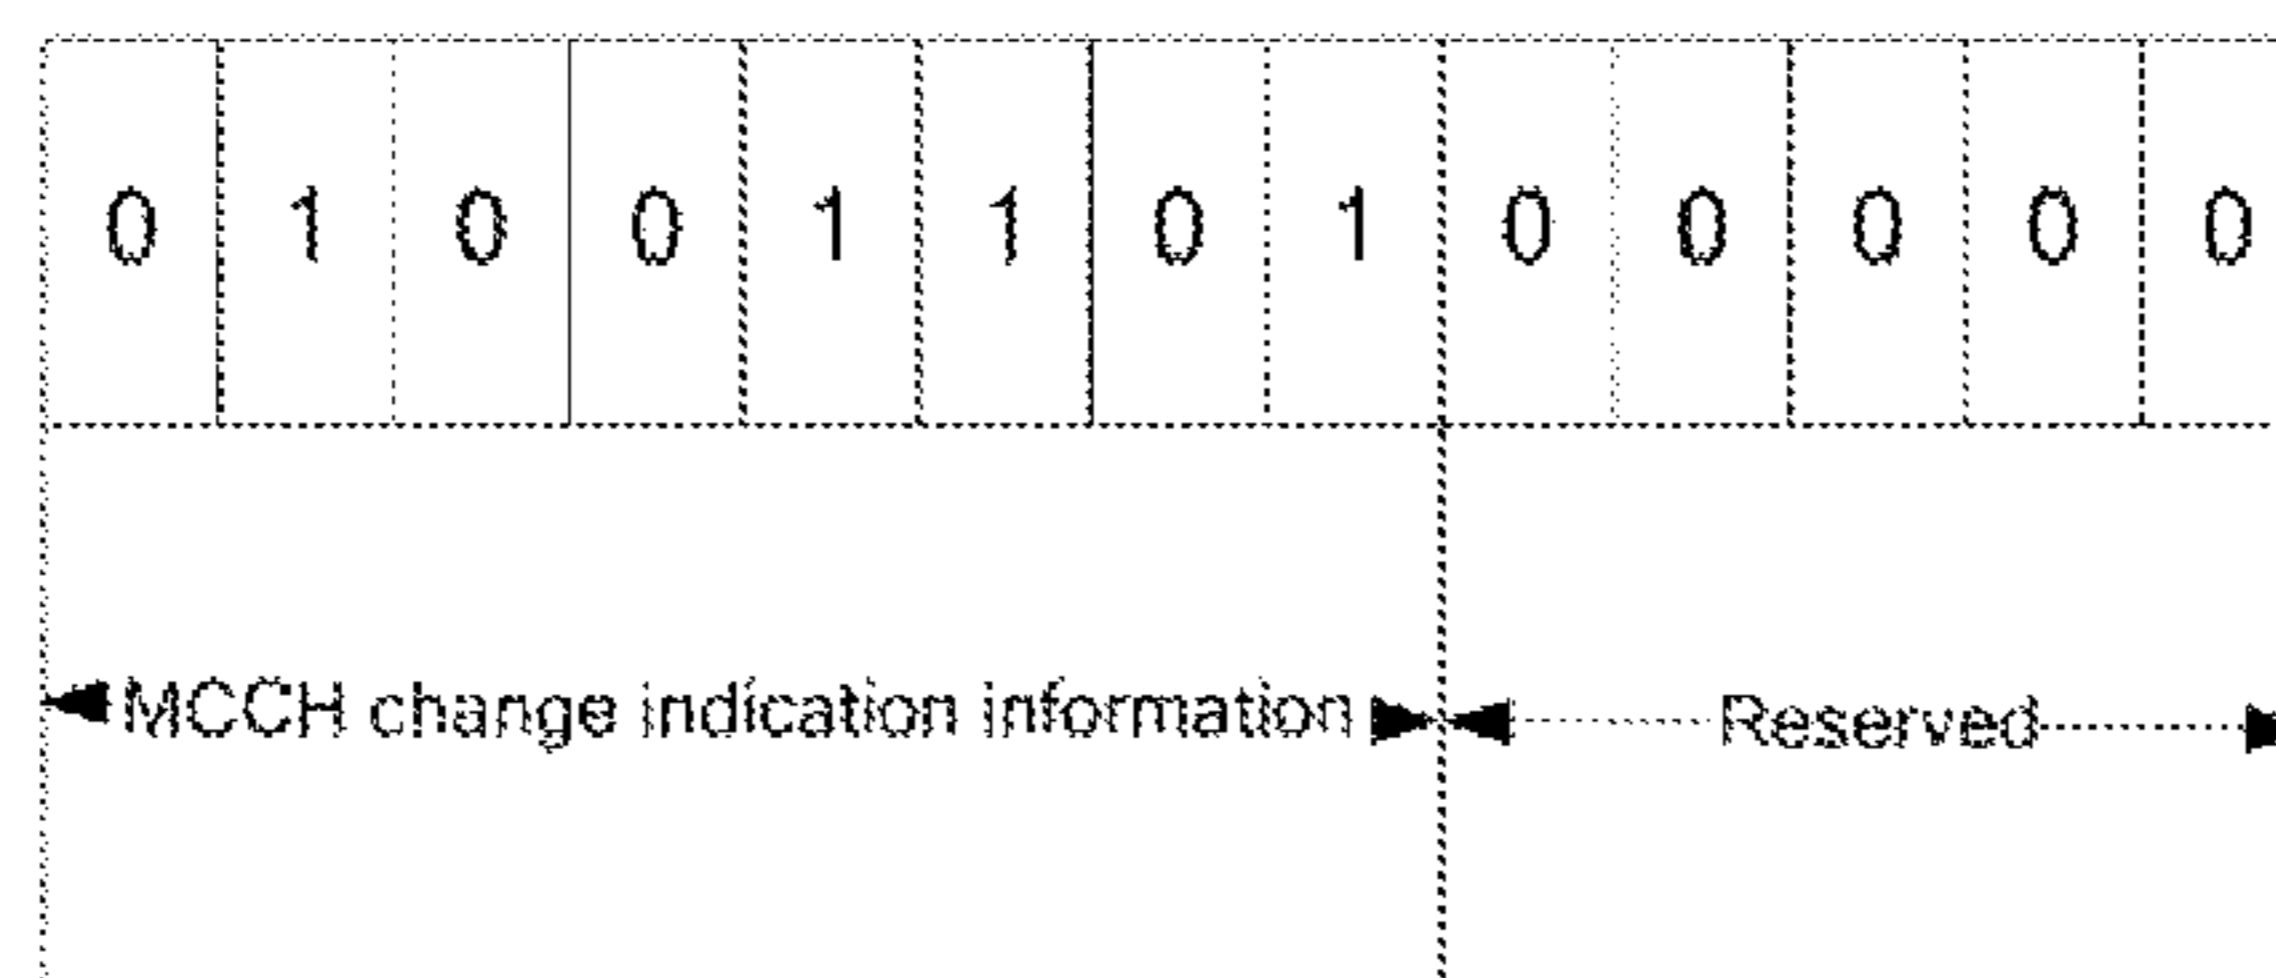 0 1 0 0 1 1 0 1 0 0 0 0 0
MCCH change indication information Reserved